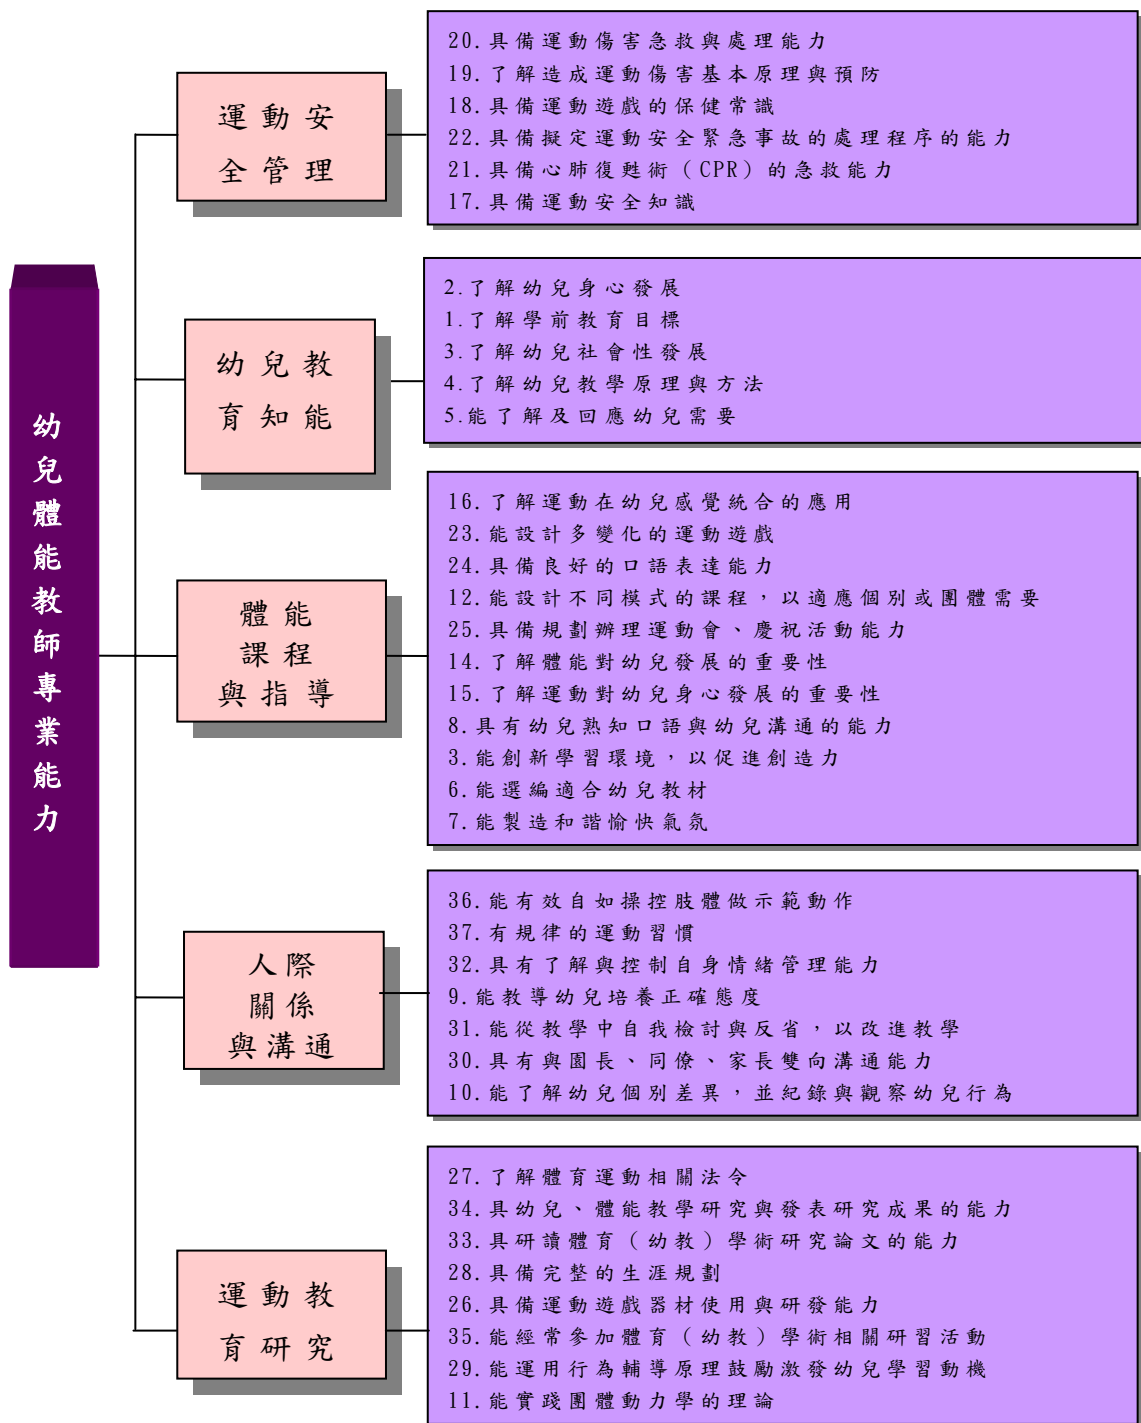 幼兒體能教師專業能力
運動安
全管理
20.具備運動傷害急救與處理能力
19.了解造成運動傷害基本原理與預防
18.具備運動遊戲的保健常識
22.具備擬定運動安全緊急事故的處理程序的能力
21.具備心肺復甦術（CPR）的急救能力
17.具備運動安全知識
幼兒教
育知能
2.了解幼兒身心發展
1.了解學前教育目標
3.了解幼兒社會性發展
4.了解幼兒教學原理與方法
5.能了解及回應幼兒需要
體能
課程
與指導
16.了解運動在幼兒感覺統合的應用
23.能設計多變化的運動遊戲
24.具備良好的口語表達能力
12.能設計不同模式的課程，以適應個別或團體需要
25.具備規劃辦理運動會、慶祝活動能力
14.了解體能對幼兒發展的重要性
15.了解運動對幼兒身心發展的重要性
8.具有幼兒熟知口語與幼兒溝通的能力
3.能創新學習環境，以促進創造力
6.能選編適合幼兒教材
7.能製造和諧愉快氣氛
人際
關係
與溝通
36.能有效自如操控肢體做示範動作
37.有規律的運動習慣
32.具有了解與控制自身情緒管理能力
9.能教導幼兒培養正確態度
31.能從教學中自我檢討與反省，以改進教學
30.具有與園長、同僚、家長雙向溝通能力
10.能了解幼兒個別差異，並紀錄與觀察幼兒行為
運動教
育研究
27.了解體育運動相關法令
34.具幼兒、體能教學研究與發表研究成果的能力
33.具研讀體育（幼教）學術研究論文的能力
28.具備完整的生涯規劃
26.具備運動遊戲器材使用與研發能力
35.能經常參加體育（幼教）學術相關研習活動
29.能運用行為輔導原理鼓勵激發幼兒學習動機
11.能實踐團體動力學的理論